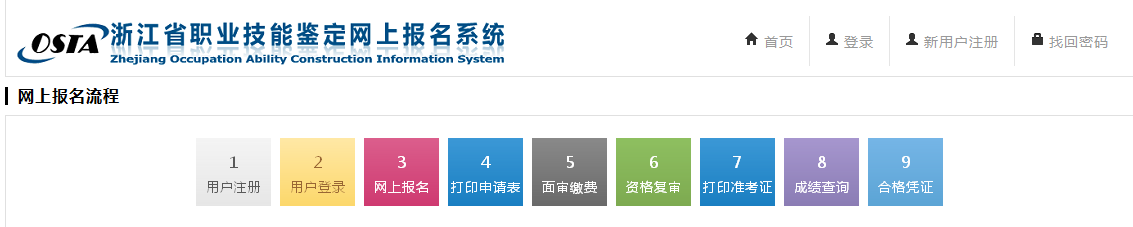 OSTA
浙江省职业技能鉴定网上报名系统
Zhejiang Occupation Ability Construction Information System
首页 登录 新用户注册 找回密码
网上报名流程
1 2 3 4 5 6 7 8 9
用户注册 用户登录 网上报名 打印申请表 面审缴费 资格复审 打印准考证 成绩查询 合格凭证